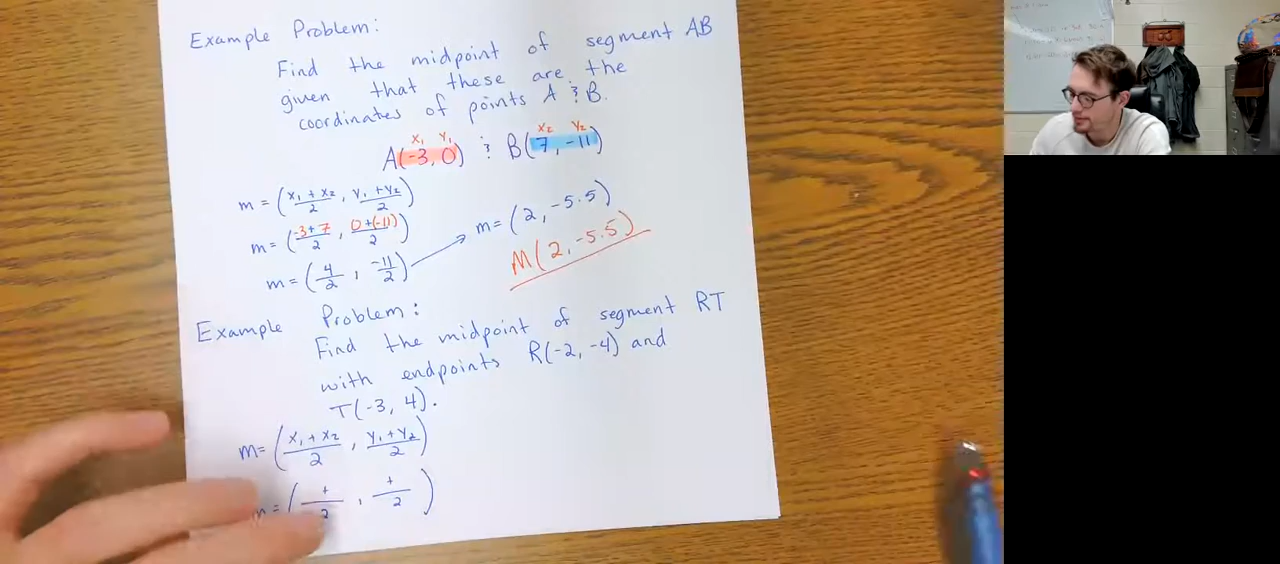 Example Problem:
Find the midpoint of segment AB
given that these are the
coordinates of points A & B.
x₁ y₁ x₂ y₂
A(-3, 0) & B(7, -11)
m = (x₁ + x₂ / 2, y₁ + y₂ / 2)
m = (-3+7 / 2, 0+(-11) / 2)
m = (4/2, -11/2) → m = (2, -5.5)
M(2, -5.5)
Example Problem:
Find the midpoint of segment RT
with endpoints R(-2, -4) and
T(-3, 4).
m = (x₁ + x₂ / 2, y₁ + y₂ / 2)
m = ( + / 2, + / 2)